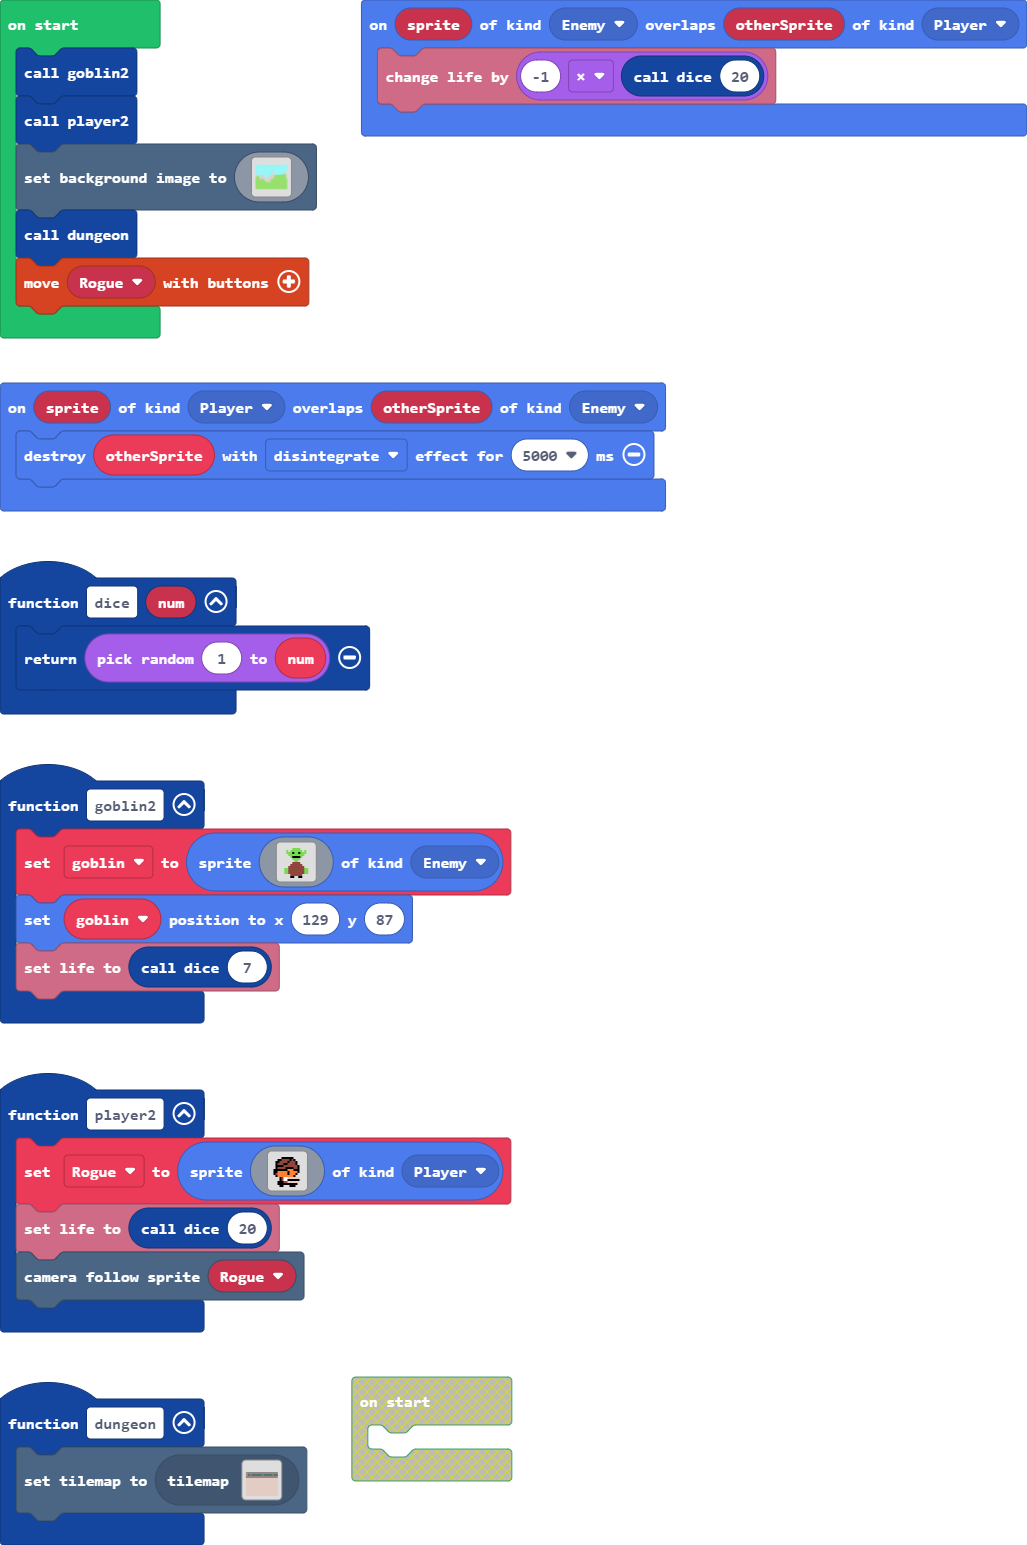 on start
call goblin2
call player2
set background image to
call dungeon
move Rogue with buttons
on sprite of kind Enemy overlaps otherSprite of kind Player
change life by -1 × call dice 20
on sprite of kind Player overlaps otherSprite of kind Enemy
destroy otherSprite with disintegrate effect for 5000 ms
function dice num
return pick random 1 to num
function goblin2
set goblin to sprite of kind Enemy
set goblin position to x 129 y 87
set life to call dice 7
function player2
set Rogue to sprite of kind Player
set life to call dice 20
camera follow sprite Rogue
function dungeon
set tilemap to tilemap
on start